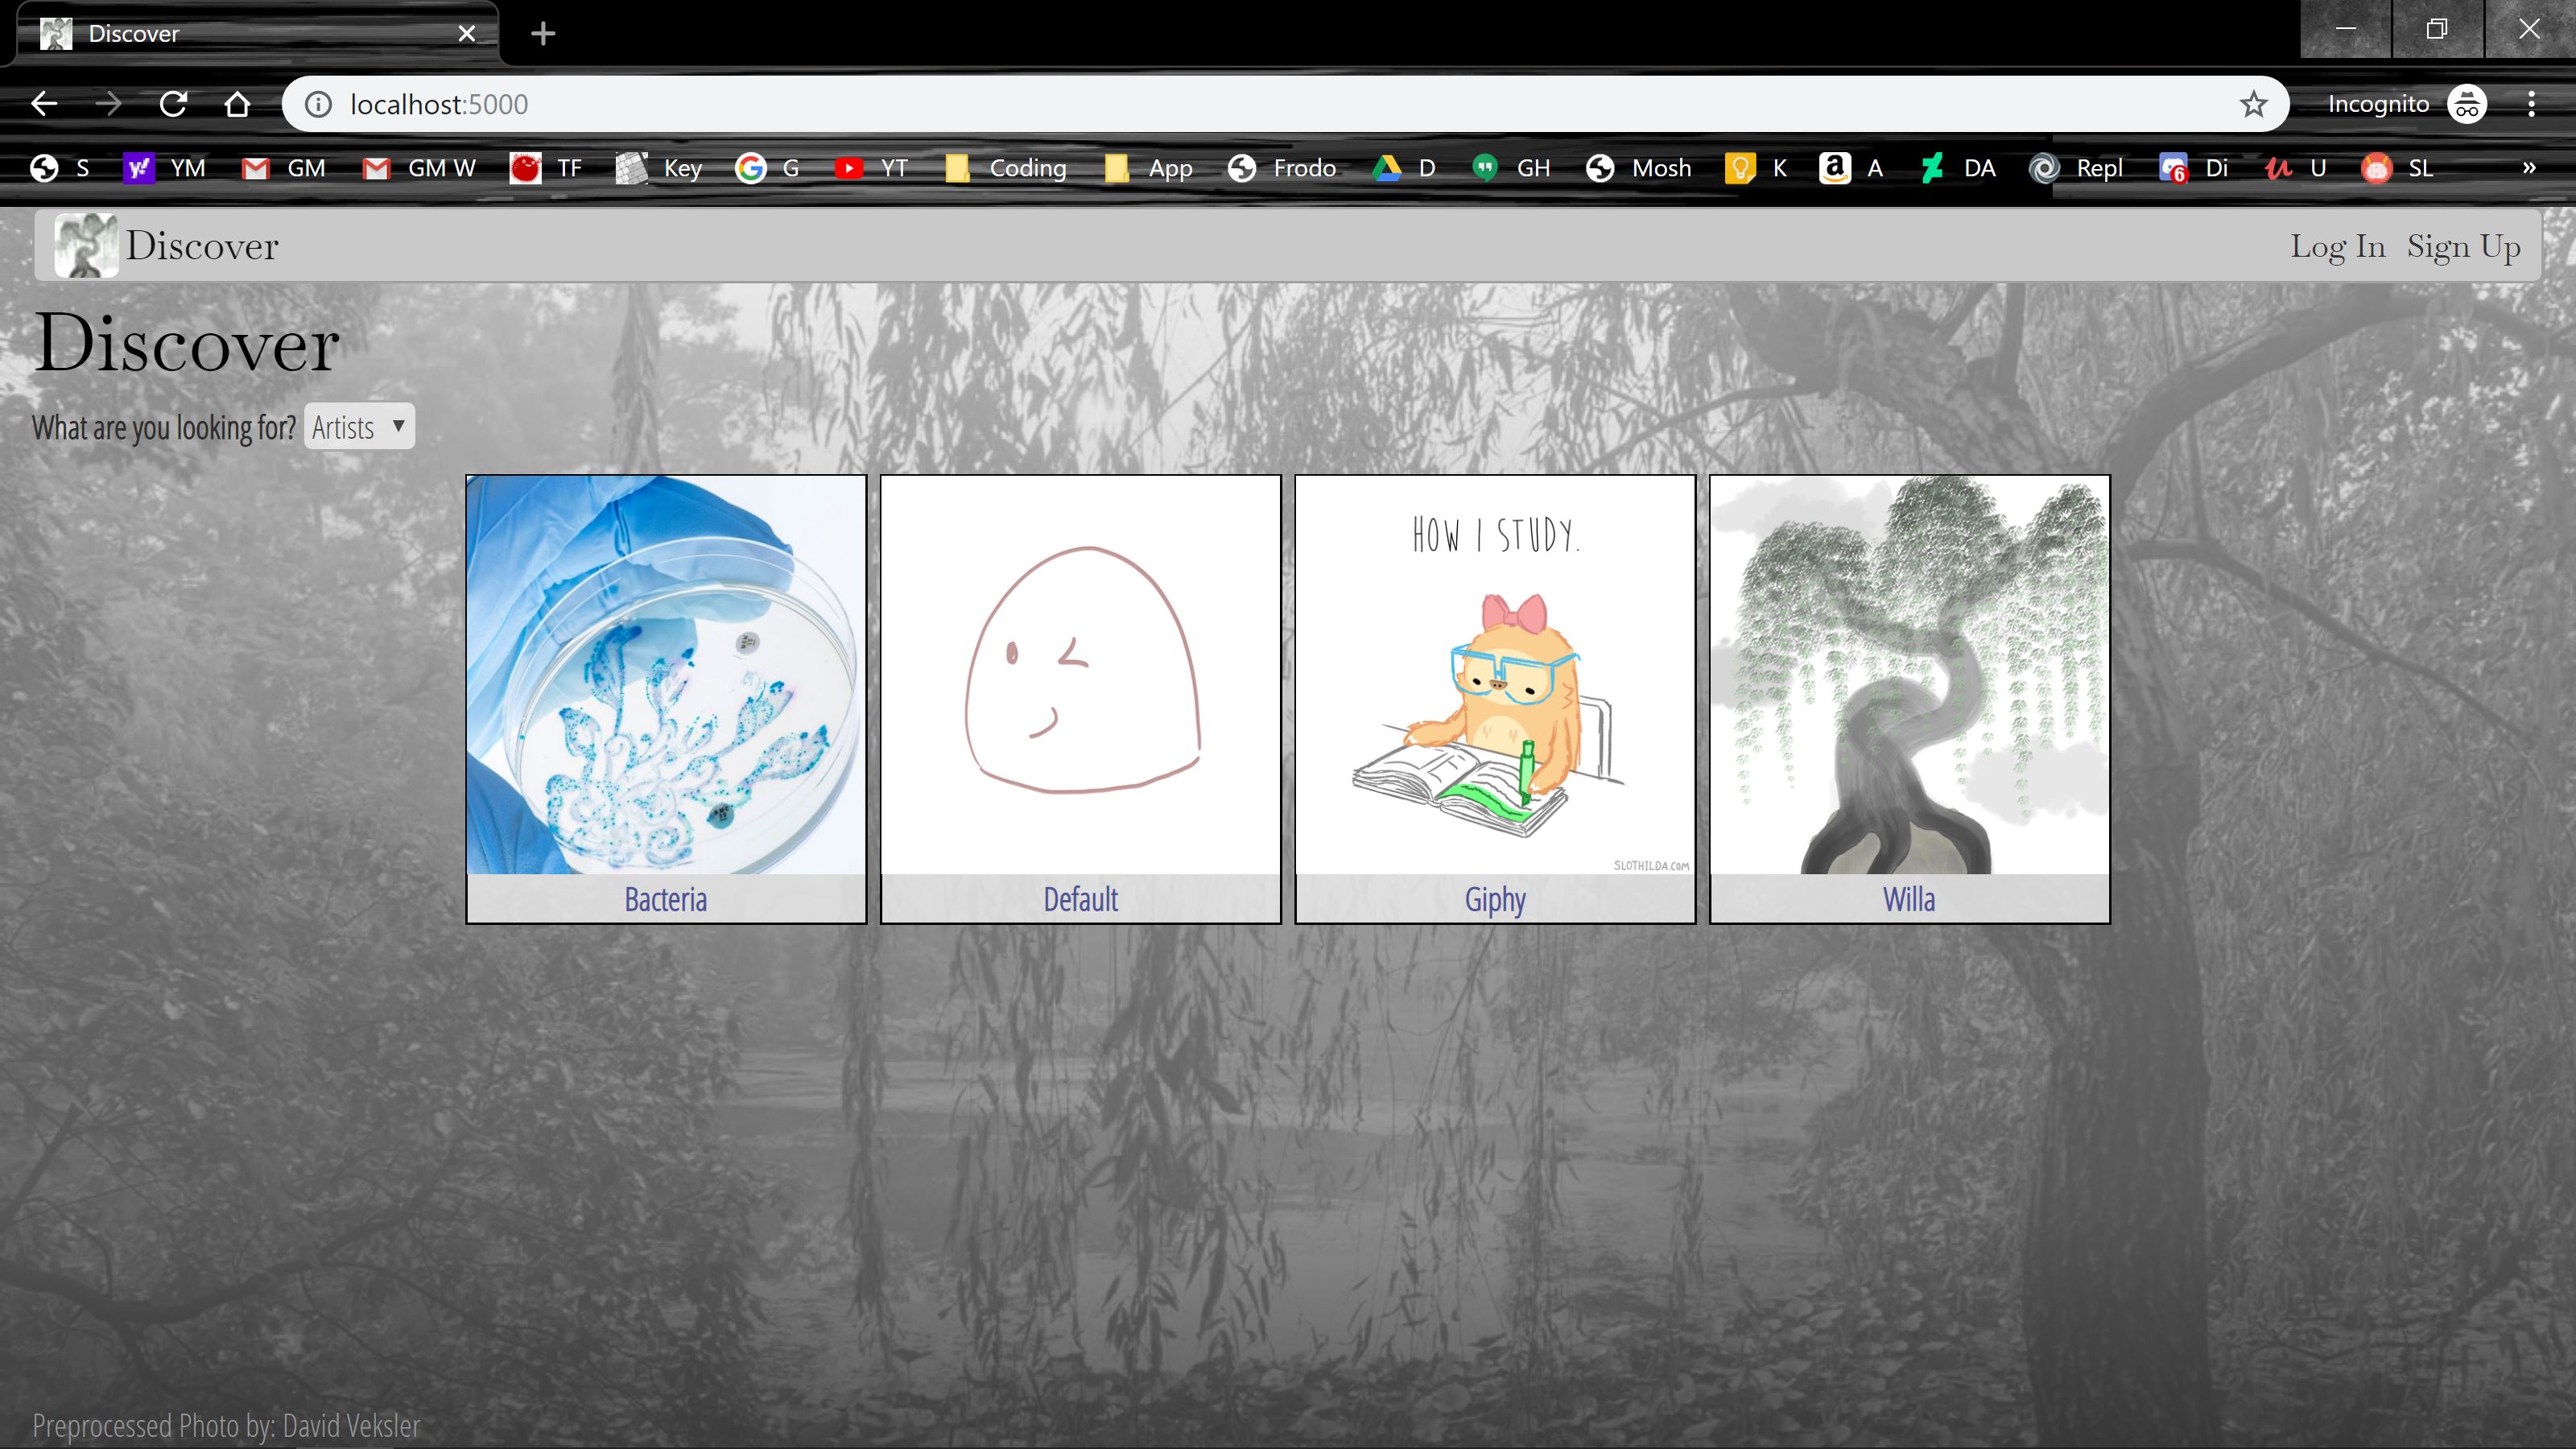 Discover
localhost:5000
Incognito
S YM GM GM W TF Key G YT Coding App Frodo D GH Mosh K A DA Repl 6 Di U SL »
Discover
Log In Sign Up
Discover
What are you looking for? Artists
HOW I STUDY.
SLOTHILDA.COM
Bacteria
Default
Giphy
Willa
Preprocessed Photo by: David Veksler